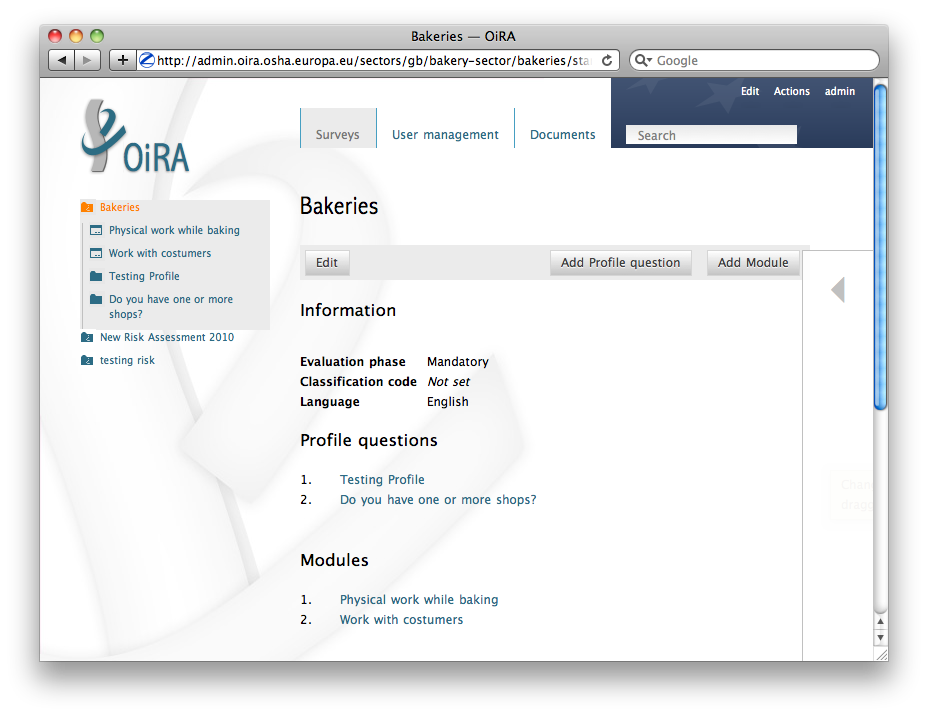 Bakeries — OiRA
http://admin.oira.osha.europa.eu/sectors/gb/bakery-sector/bakeries/sta
Google
Edit Actions admin
Surveys User management Documents
Search
OiRA
Bakeries
Physical work while baking
Work with costumers
Testing Profile
Do you have one or more
shops?
New Risk Assessment 2010
testing risk
Bakeries
Edit Add Profile question Add Module
Information
Evaluation phase Mandatory
Classification code Not set
Language English
Profile questions
1. Testing Profile
2. Do you have one or more shops?
Modules
1. Physical work while baking
2. Work with costumers